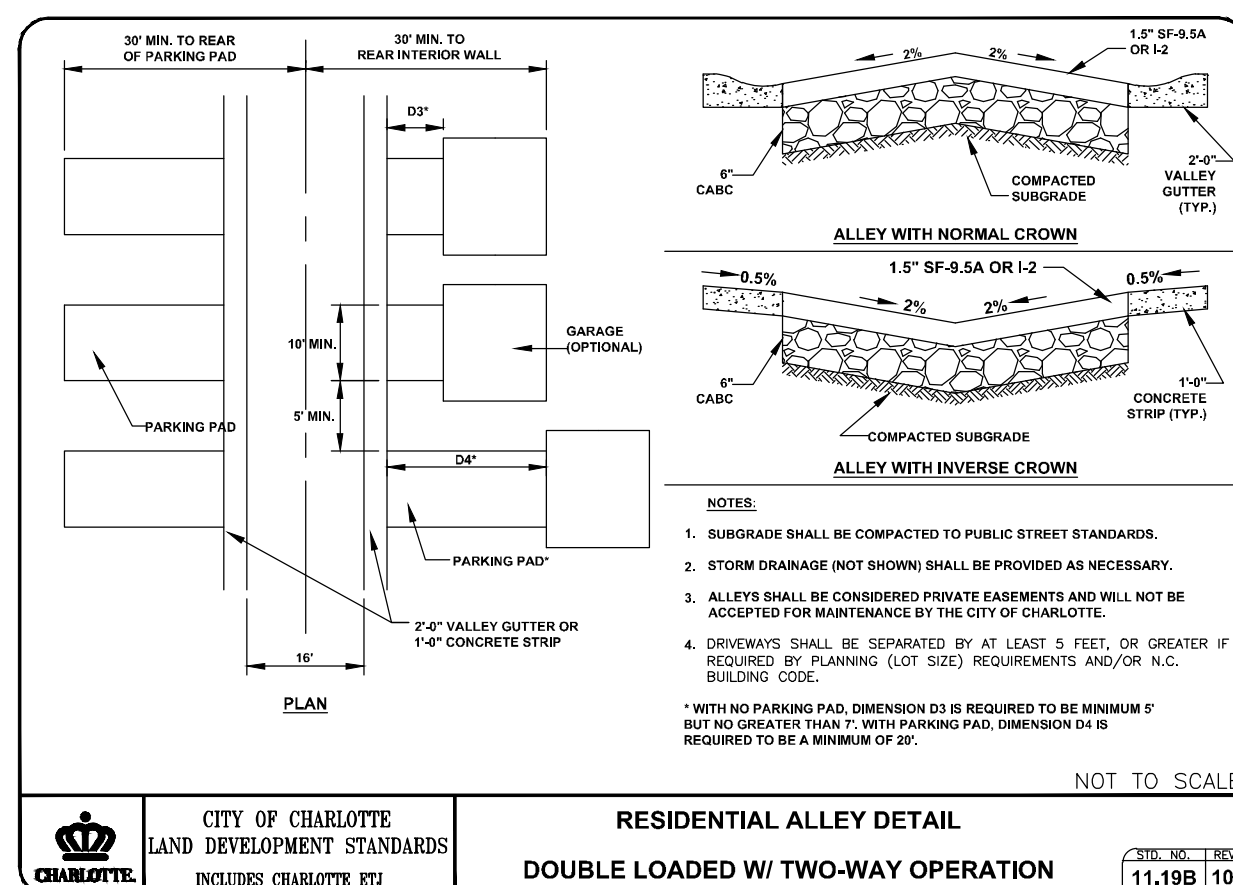 30' MIN. TO REAR
OF PARKING PAD
30' MIN. TO
REAR INTERIOR WALL
D3*
10' MIN.
5' MIN.
GARAGE
(OPTIONAL)
PARKING PAD
D4*
PARKING PAD*
2'-0" VALLEY GUTTER OR
1'-0" CONCRETE STRIP
16'
PLAN
2%
2%
1.5" SF-9.5A
OR I-2
6"
CABC
COMPACTED
SUBGRADE
2'-0"
VALLEY
GUTTER
(TYP.)
ALLEY WITH NORMAL CROWN
0.5%
1.5" SF-9.5A OR I-2
0.5%
2%
2%
6"
CABC
1'-0"
CONCRETE
STRIP (TYP.)
COMPACTED SUBGRADE
ALLEY WITH INVERSE CROWN
NOTES:
1. SUBGRADE SHALL BE COMPACTED TO PUBLIC STREET STANDARDS.
2. STORM DRAINAGE (NOT SHOWN) SHALL BE PROVIDED AS NECESSARY.
3. ALLEYS SHALL BE CONSIDERED PRIVATE EASEMENTS AND WILL NOT BE
ACCEPTED FOR MAINTENANCE BY THE CITY OF CHARLOTTE.
4. DRIVEWAYS SHALL BE SEPARATED BY AT LEAST 5 FEET, OR GREATER IF
REQUIRED BY PLANNING (LOT SIZE) REQUIREMENTS AND/OR N.C.
BUILDING CODE.
* WITH NO PARKING PAD, DIMENSION D3 IS REQUIRED TO BE MINIMUM 5'
BUT NO GREATER THAN 7'. WITH PARKING PAD, DIMENSION D4 IS
REQUIRED TO BE A MINIMUM OF 20'.
NOT TO SCALE
CHARLOTTE.
CITY OF CHARLOTTE
LAND DEVELOPMENT STANDARDS
INCLUDES CHARLOTTE ETJ
RESIDENTIAL ALLEY DETAIL
DOUBLE LOADED W/ TWO-WAY OPERATION
STD. NO. REV
11.19B 10